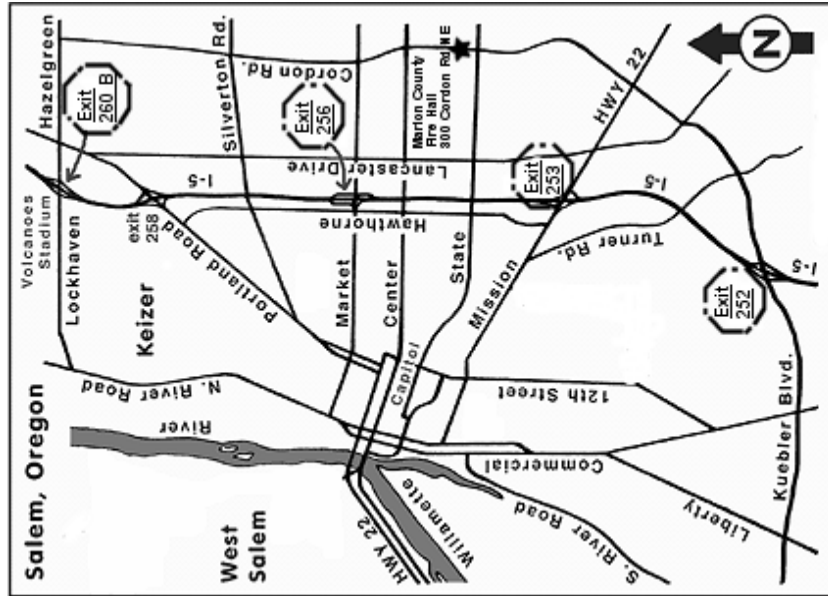 Salem, Oregon
West
Salem
Keizer
Volcanoes
Stadium
Lockhaven
Hazelgreen
Exit
260 B
exit
258
I-5
Portland Road
Silverton Rd.
Cordon Rd.
Exit
256
Lancaster Drive
Hawthorne
Market
Center
Marion County
Fire Hall
300 Cordon Rd NE
State
Mission
HWY 22
Exit
253
I-5
Turner Rd.
Exit
252
I-5
Kuebler Blvd.
N. River Road
River
Willamette
HWY 22
Capitol
12th Street
Commercial
Liberty
S. River Road
N